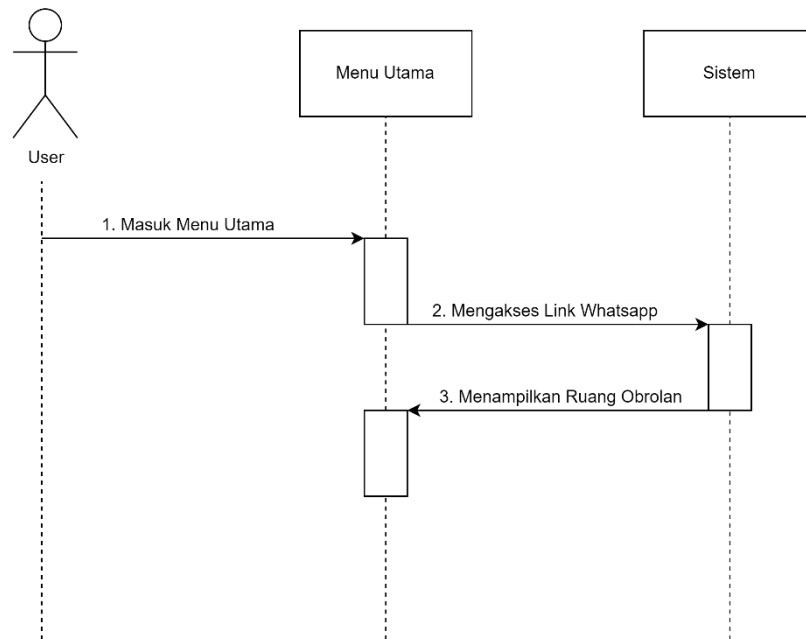 Menu Utama
Sistem
User
1. Masuk Menu Utama
2. Mengakses Link Whatsapp
3. Menampilkan Ruang Obrolan